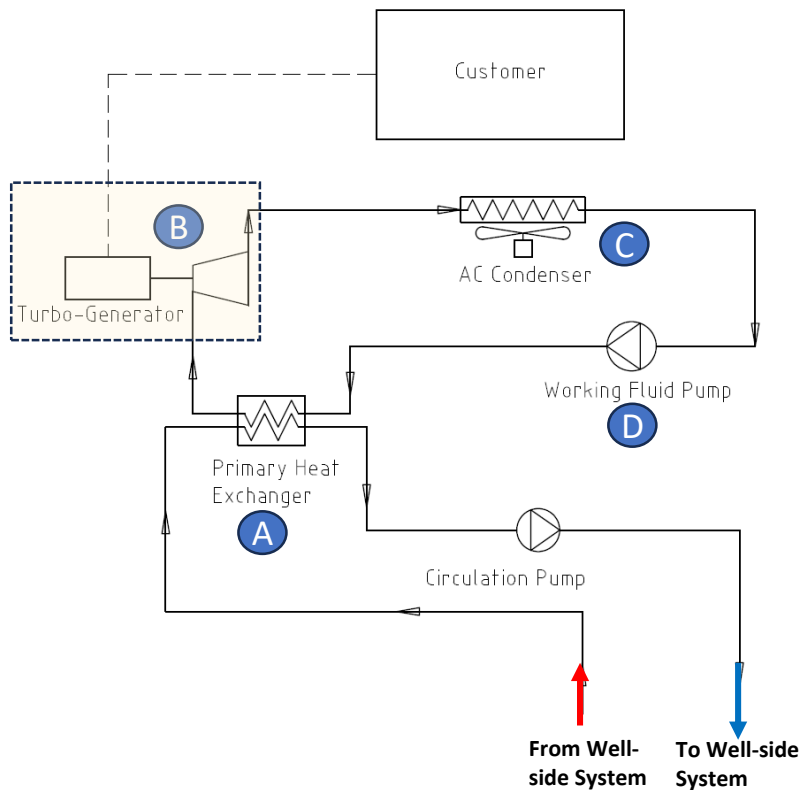 Customer
B
C
AC Condenser
Turbo-Generator
Working Fluid Pump
D
Primary Heat
Exchanger
A
Circulation Pump
From Well-
side System
To Well-side
System